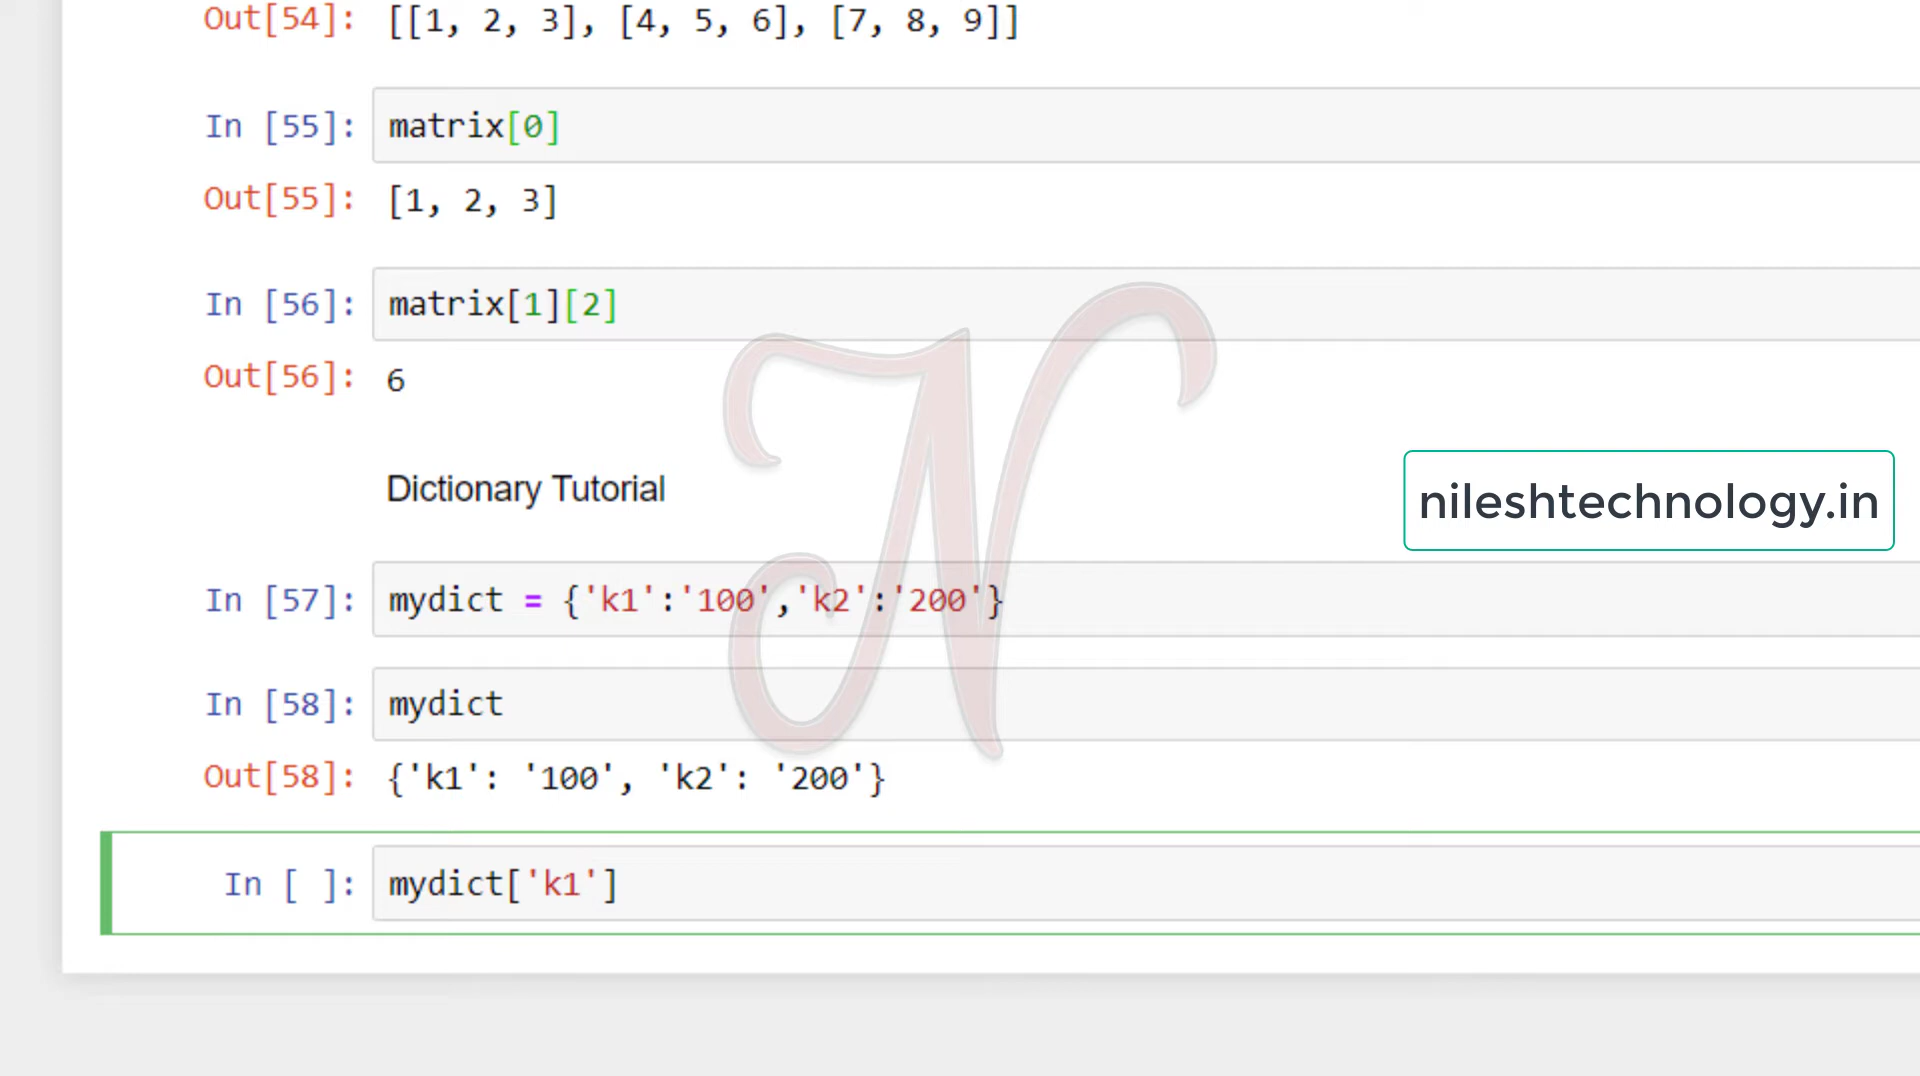 Out[54]: [[1, 2, 3], [4, 5, 6], [7, 8, 9]]
In [55]: matrix[0]
Out[55]: [1, 2, 3]
In [56]: matrix[1][2]
Out[56]: 6
Dictionary Tutorial
nileshtechnology.in
In [57]: mydict = {'k1':'100','k2':'200'}
In [58]: mydict
Out[58]: {'k1': '100', 'k2': '200'}
In [ ]: mydict['k1']
N